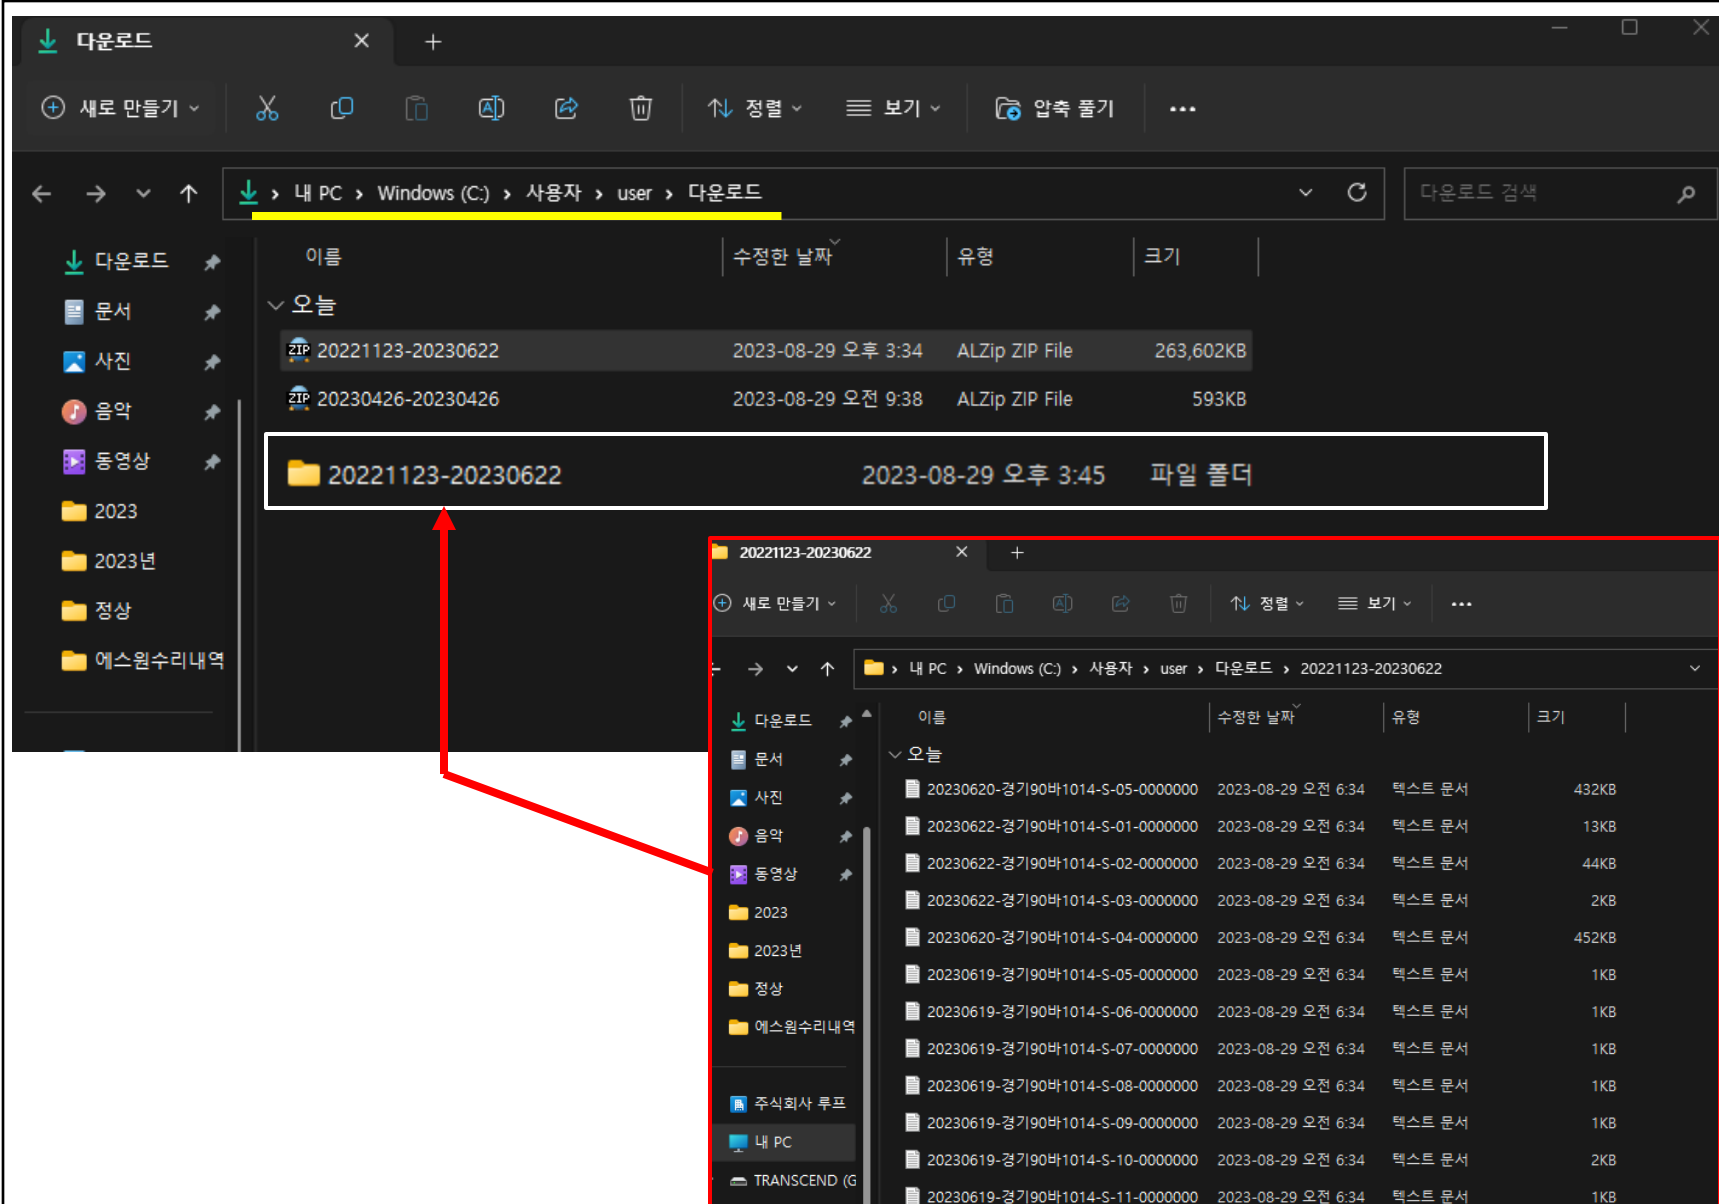 다운로드
새로 만들기
정렬
보기
압축 풀기
내 PC > Windows (C:) > 사용자 > user > 다운로드
다운로드 검색
다운로드
문서
사진
음악
동영상
2023
2023년
정상
에스원수리내역
이름 수정한 날짜 유형 크기
오늘
ZIP 20221123-20230622 2023-08-29 오후 3:34 ALZip ZIP File 263,602KB
ZIP 20230426-20230426 2023-08-29 오전 9:38 ALZip ZIP File 593KB
20221123-20230622 2023-08-29 오후 3:45 파일 폴더
20221123-20230622
새로 만들기
정렬
보기
내 PC > Windows (C:) > 사용자 > user > 다운로드 > 20221123-20230622
다운로드
문서
사진
음악
동영상
2023
2023년
정상
에스원수리내역
주식회사 루프
내 PC
TRANSCEND (G
이름 수정한 날짜 유형 크기
오늘
20230620-경기90바1014-S-05-0000000 2023-08-29 오전 6:34 텍스트 문서 432KB
20230622-경기90바1014-S-01-0000000 2023-08-29 오전 6:34 텍스트 문서 13KB
20230622-경기90바1014-S-02-0000000 2023-08-29 오전 6:34 텍스트 문서 44KB
20230622-경기90바1014-S-03-0000000 2023-08-29 오전 6:34 텍스트 문서 2KB
20230620-경기90바1014-S-04-0000000 2023-08-29 오전 6:34 텍스트 문서 452KB
20230619-경기90바1014-S-05-0000000 2023-08-29 오전 6:34 텍스트 문서 1KB
20230619-경기90바1014-S-06-0000000 2023-08-29 오전 6:34 텍스트 문서 1KB
20230619-경기90바1014-S-07-0000000 2023-08-29 오전 6:34 텍스트 문서 1KB
20230619-경기90바1014-S-08-0000000 2023-08-29 오전 6:34 텍스트 문서 1KB
20230619-경기90바1014-S-09-0000000 2023-08-29 오전 6:34 텍스트 문서 1KB
20230619-경기90바1014-S-10-0000000 2023-08-29 오전 6:34 텍스트 문서 2KB
20230619-경기90바1014-S-11-0000000 2023-08-29 오전 6:34 텍스트 문서 1KB